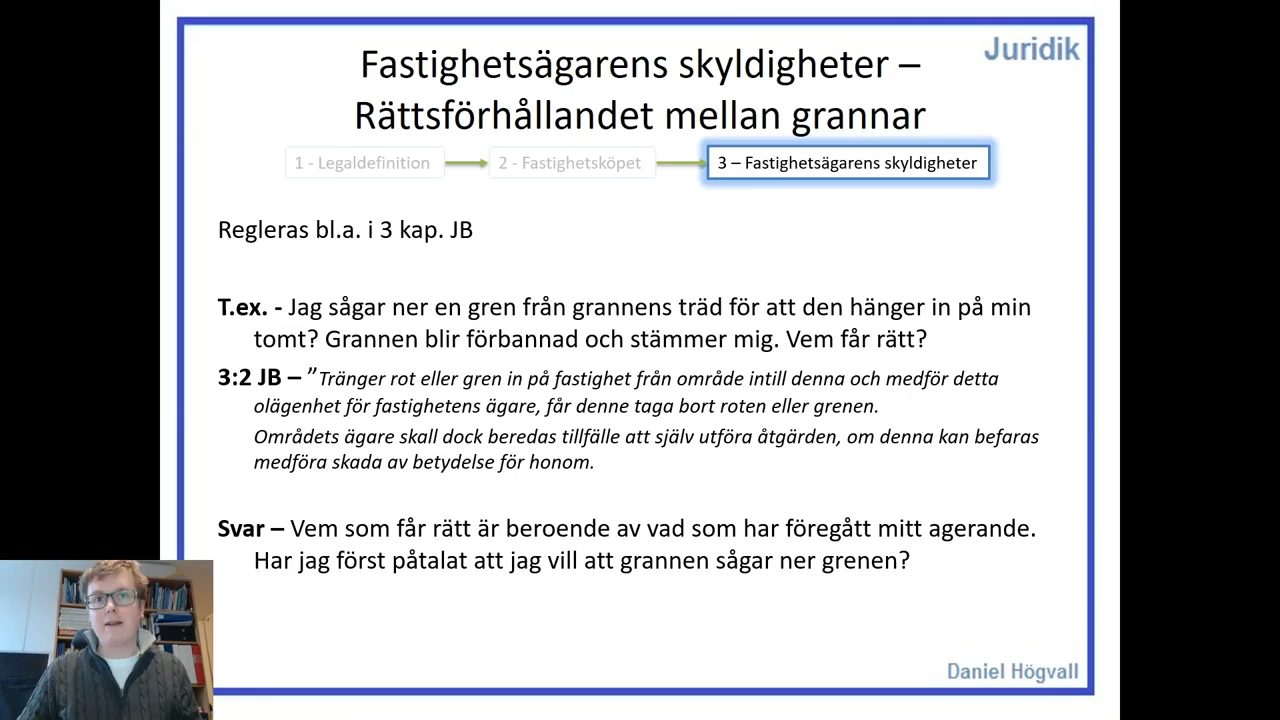 Juridik
Fastighetsägarens skyldigheter –
Rättsförhållandet mellan grannar
1 - Legaldefinition
2 - Fastighetsköpet
3 – Fastighetsägarens skyldigheter
Regleras bl.a. i 3 kap. JB
T.ex. - Jag sågar ner en gren från grannens träd för att den hänger in på min
tomt? Grannen blir förbannad och stämmer mig. Vem får rätt?
3:2 JB – ”Tränger rot eller gren in på fastighet från område intill denna och medför detta
olägenhet för fastighetens ägare, får denne taga bort roten eller grenen.
Områdets ägare skall dock beredas tillfälle att själv utföra åtgärden, om denna kan befaras
medföra skada av betydelse för honom.
Svar – Vem som får rätt är beroende av vad som har föregått mitt agerande.
Har jag först påtalat att jag vill att grannen sågar ner grenen?
Daniel Högvall